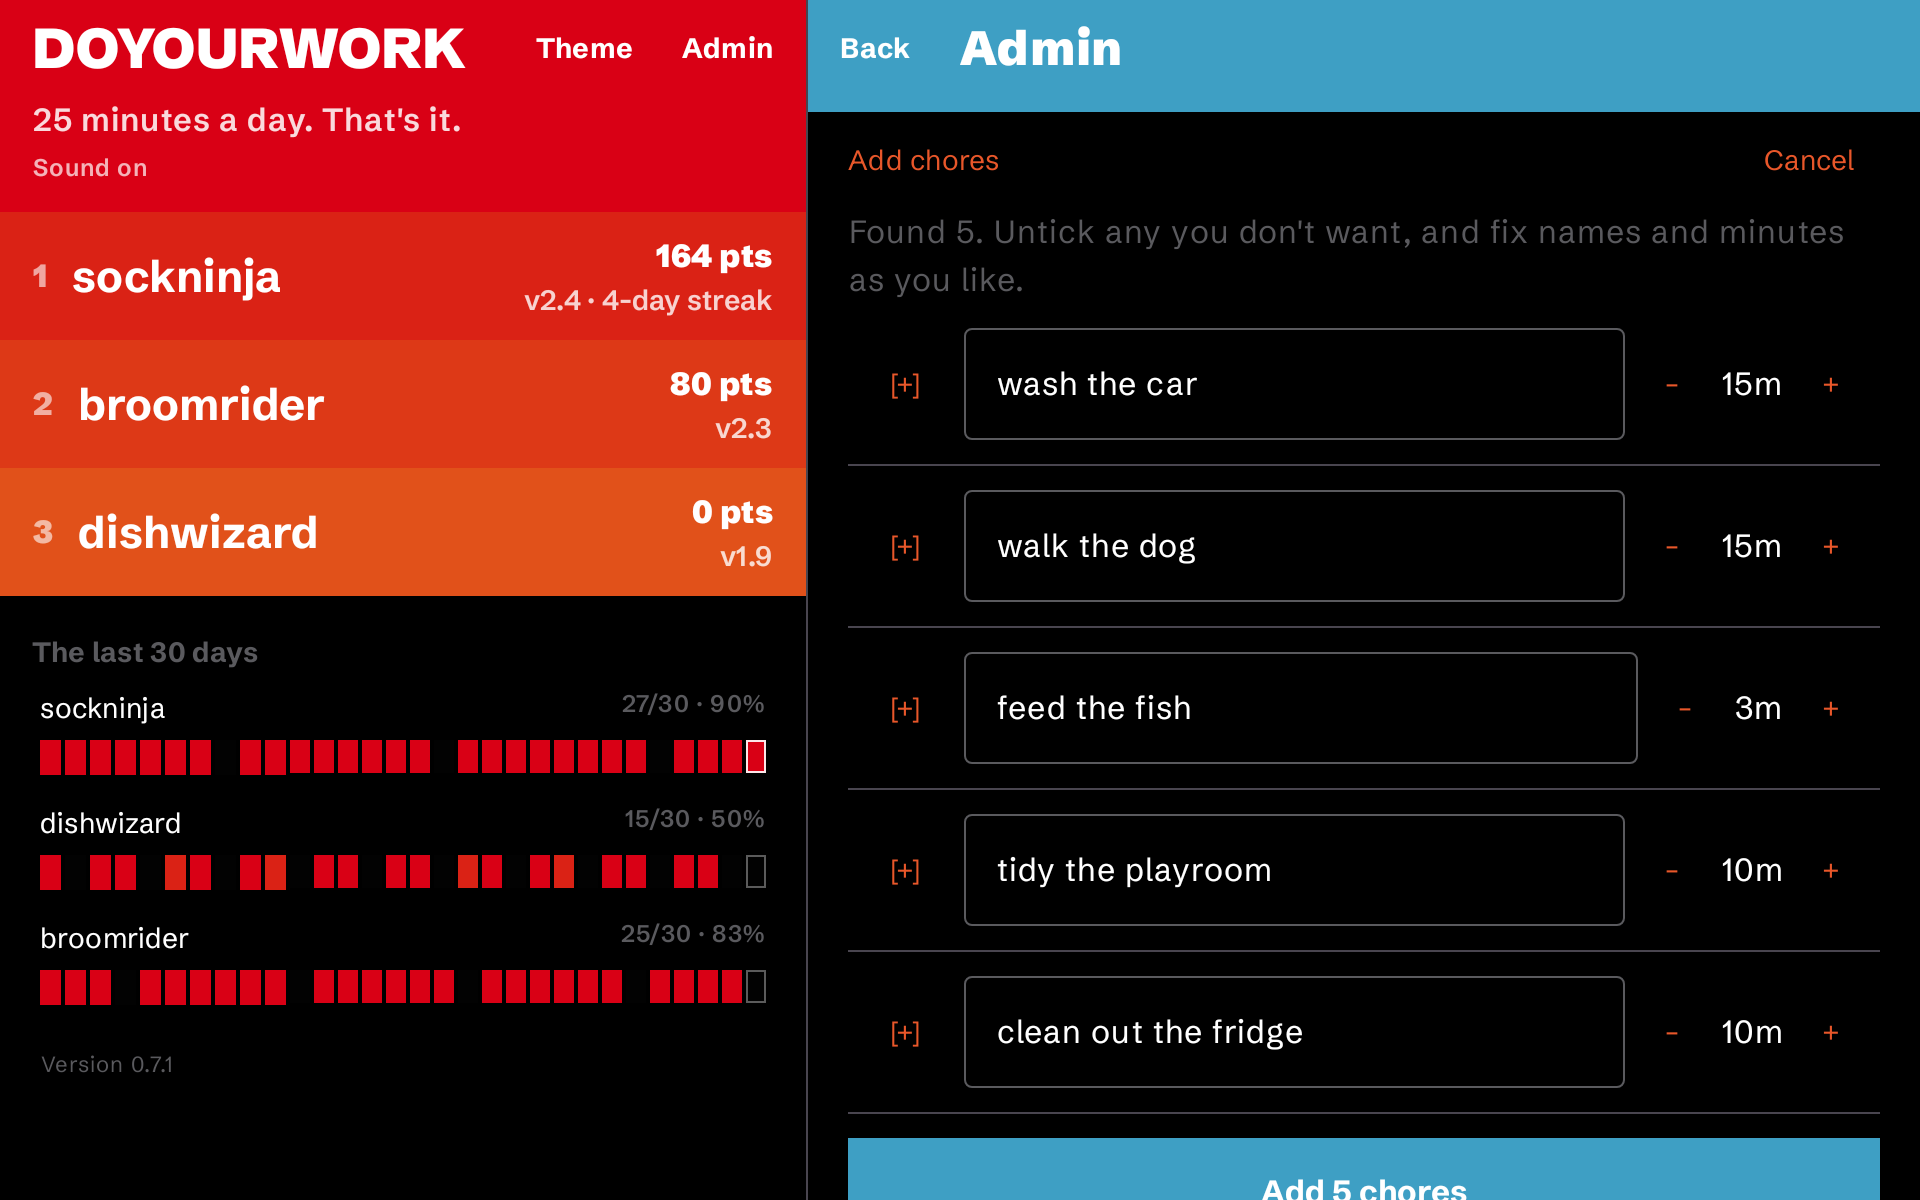 DOYOURWORK
Theme
Admin
25 minutes a day. That's it.
Sound on
1 sockninja
164 pts
v2.4 · 4-day streak
2 broomrider
80 pts
v2.3
3 dishwizard
0 pts
v1.9
The last 30 days
sockninja
27/30 · 90%
dishwizard
15/30 · 50%
broomrider
25/30 · 83%
Version 0.7.1
Back
Admin
Add chores
Cancel
Found 5. Untick any you don't want, and fix names and minutes
as you like.
[+] wash the car - 15m +
[+] walk the dog - 15m +
[+] feed the fish - 3m +
[+] tidy the playroom - 10m +
[+] clean out the fridge - 10m +
Add 5 chores